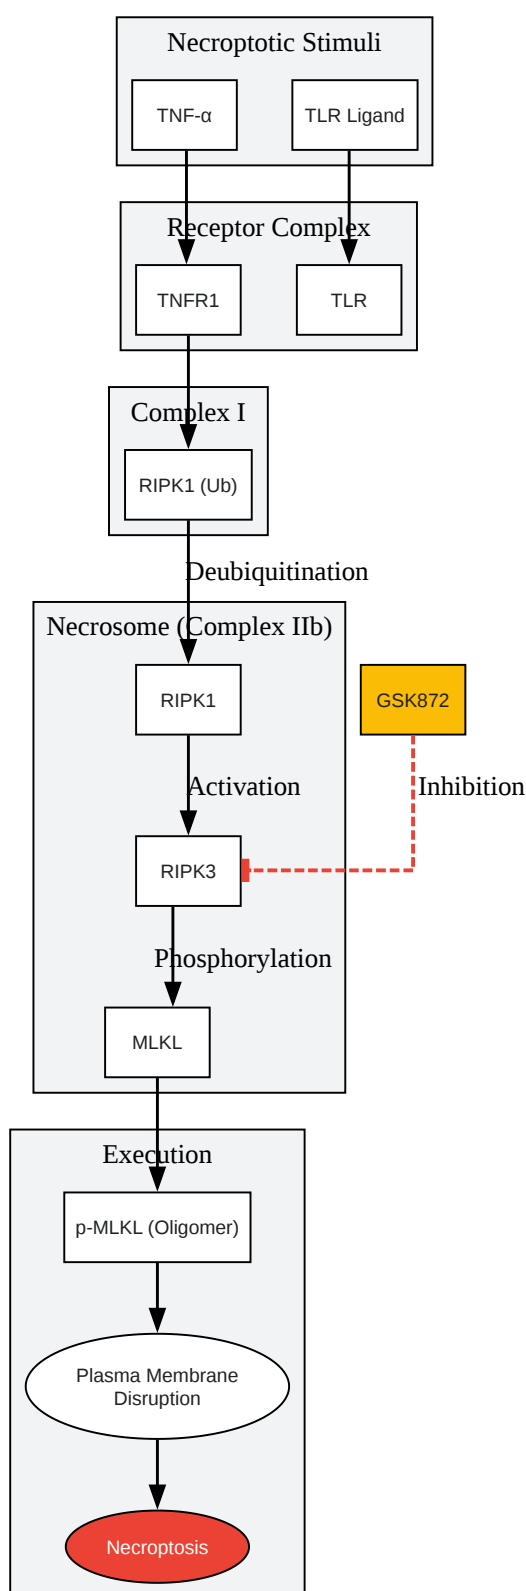 Necroptotic Stimuli
TNF-α
TLR Ligand
Receptor Complex
TNFR1
TLR
Complex I
RIPK1 (Ub)
Deubiquitination
Necrosome (Complex IIb)
RIPK1
GSK872
Activation
Inhibition
RIPK3
Phosphorylation
MLKL
Execution
p-MLKL (Oligomer)
Plasma Membrane
Disruption
Necroptosis